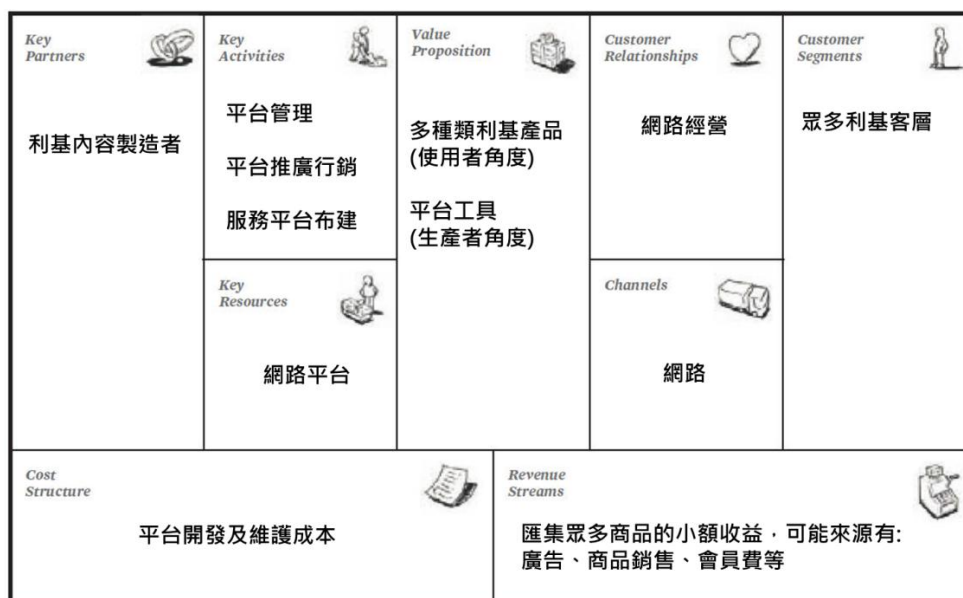 Key
Partners
利基內容製造者
Key
Activities
平台管理
平台推廣行銷
服務平台布建
Key
Resources
網路平台
Value
Proposition
多種類利基產品
(使用者角度)
平台工具
(生產者角度)
Customer
Relationships
網路經營
Channels
網路
Customer
Segments
眾多利基客層
Cost
Structure
平台開發及維護成本
Revenue
Streams
匯集眾多商品的小額收益，可能來源有:
廣告、商品銷售、會員費等